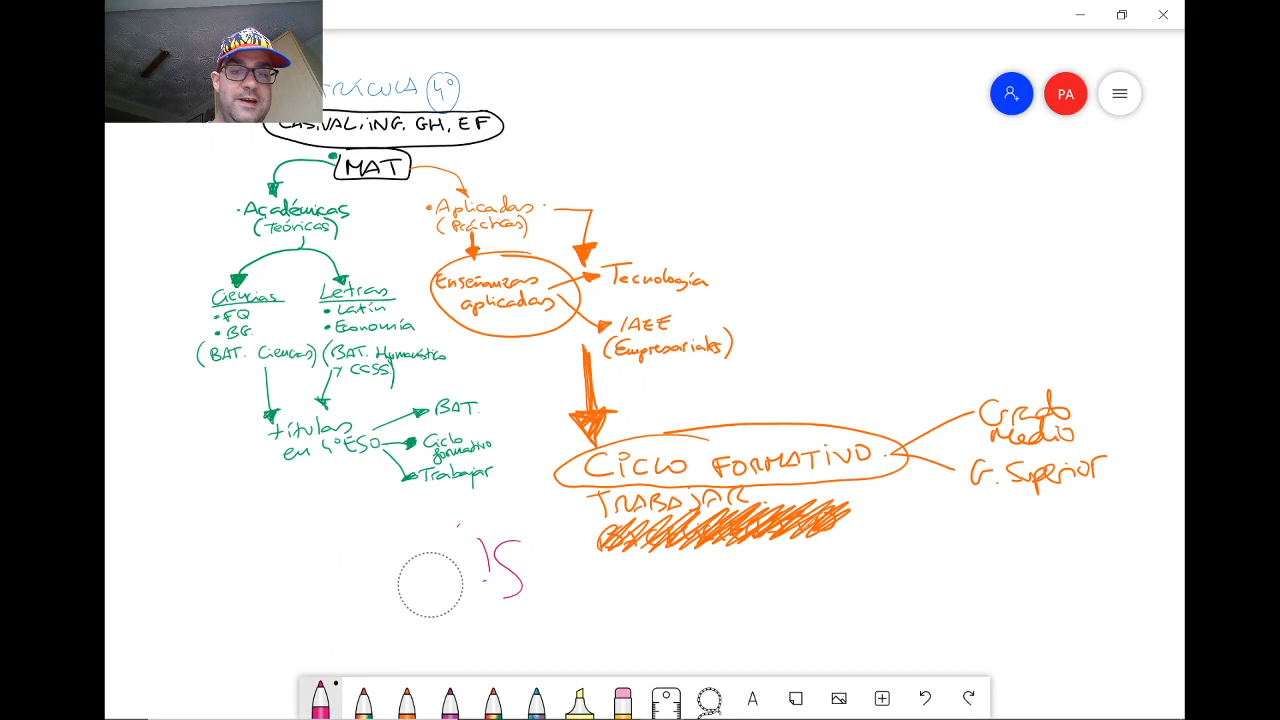 TRÍCULA 4º
CAS, VAL, ING, GH, EF
MAT
• Académicas
(Teóricas)
• Aplicadas
(Prácticas)
Ciencias
• FQ
• BG
(BAT. Ciencias)
Letras
• Latín
• Economía
(BAT. Humanístico
y CCSS)
Enseñanzas
aplicadas
Tecnología
IAEE
(Empresariales)
títulas
en 4º ESO
BAT.
Ciclo
formativo
Trabajar
CICLO FORMATIVO
TRABAJAR
Grado
Medio
G. Superior
PA
A